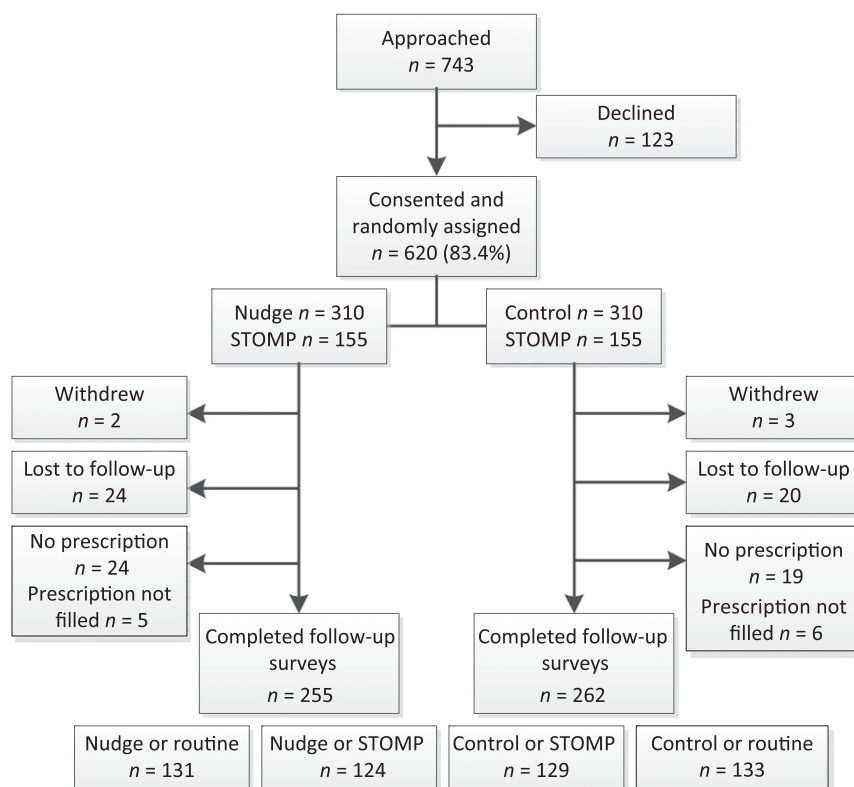 Approached
n = 743
Declined
n = 123
Consented and
randomly assigned
n = 620 (83.4%)
Nudge n = 310
STOMP n = 155
Control n = 310
STOMP n = 155
Withdrew
n = 2
Withdrew
n = 3
Lost to follow-up
n = 24
Lost to follow-up
n = 20
No prescription
n = 24
Prescription not
filled n = 5
No prescription
n = 19
Prescription not
filled n = 6
Completed follow-up
surveys
n = 255
Completed follow-up
surveys
n = 262
Nudge or routine
n = 131
Nudge or STOMP
n = 124
Control or STOMP
n = 129
Control or routine
n = 133